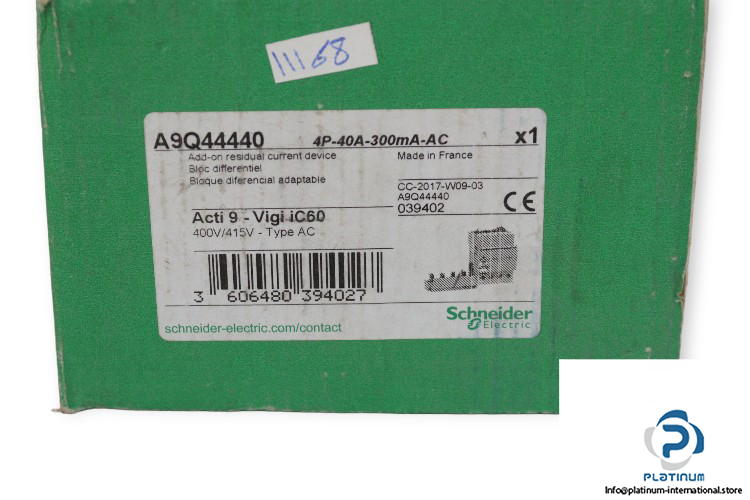 11168
A9Q44440 4P-40A-300mA-AC x1
Add-on residual current device
Bloc différentiel
Bloque diferencial adaptable
Made in France
CC-2017-W09-03
A9Q44440
039402
CE
Acti 9 - Vigi iC60
400V/415V - Type AC
3 606480 394027
schneider-electric.com/contact
Schneider
Electric
PLATINUM
INTERNATIONAL
Info@platinum-international.store